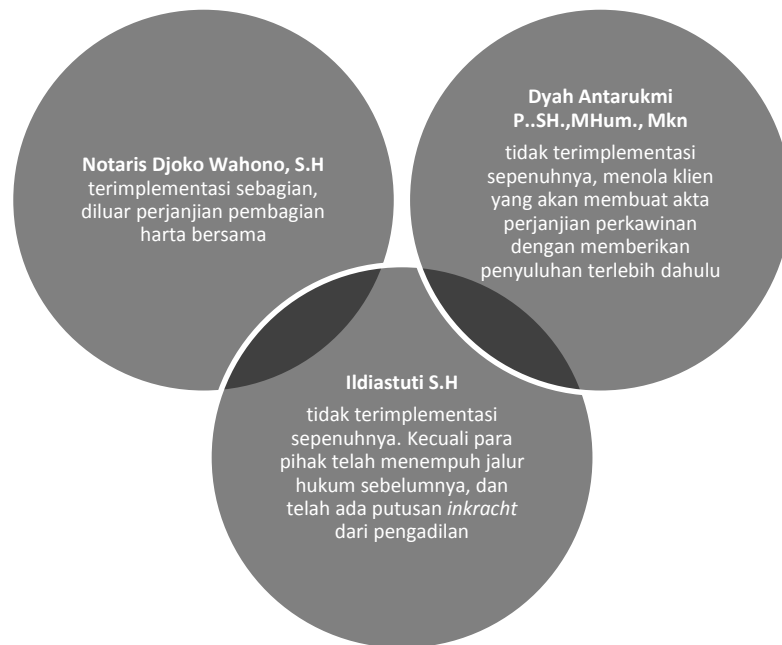 Notaris Djoko Wahono, S.H
terimplementasi sebagian,
diluar perjanjian pembagian
harta bersama
Dyah Antarukmi
P..SH.,MHum., Mkn
tidak terimplementasi
sepenuhnya, menola klien
yang akan membuat akta
perjanjian perkawinan
dengan memberikan
penyuluhan terlebih dahulu
Ildiastuti S.H
tidak terimplementasi
sepenuhnya. Kecuali para
pihak telah menempuh jalur
hukum sebelumnya, dan
telah ada putusan inkracht
dari pengadilan